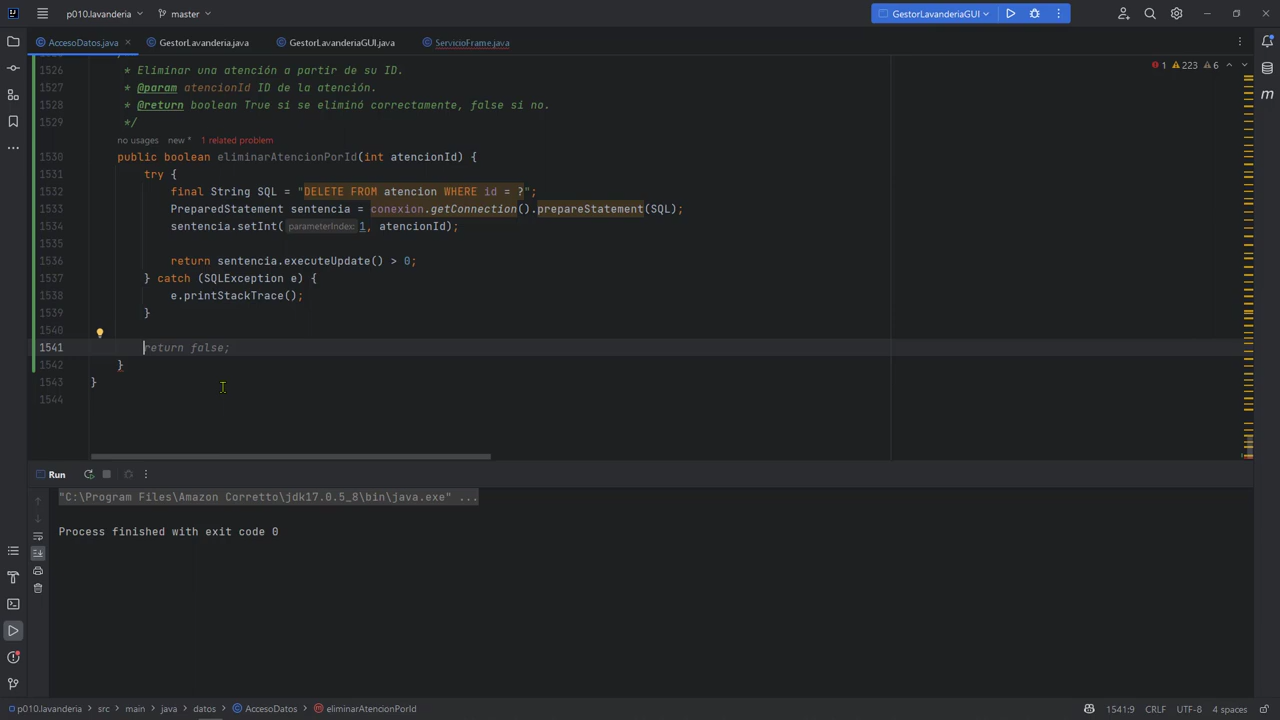 p010.lavanderia master GestorLavanderiaGUI
AccesoDatos.java GestorLavanderia.java GestorLavanderiaGUI.java ServicioFrame.java
1 223 6
1526 * Eliminar una atención a partir de su ID.
1527 * @param atencionId ID de la atención.
1528 * @return boolean True si se eliminó correctamente, false si no.
1529 */
no usages new * 1 related problem
1530 public boolean eliminarAtencionPorId(int atencionId) {
1531 try {
1532 final String SQL = "DELETE FROM atencion WHERE id = ?";
1533 PreparedStatement sentencia = conexion.getConnection().prepareStatement(SQL);
1534 sentencia.setInt( parameterIndex: 1, atencionId);
1535
1536 return sentencia.executeUpdate() > 0;
1537 } catch (SQLException e) {
1538 e.printStackTrace();
1539 }
1540
1541 return false;
1542 }
1543 }
1544
Run
"C:\Program Files\Amazon Corretto\jdk17.0.5_8\bin\java.exe" ...
Process finished with exit code 0
p010.lavanderia > src > main > java > datos > AccesoDatos > eliminarAtencionPorId 1541:9 CRLF UTF-8 4 spaces